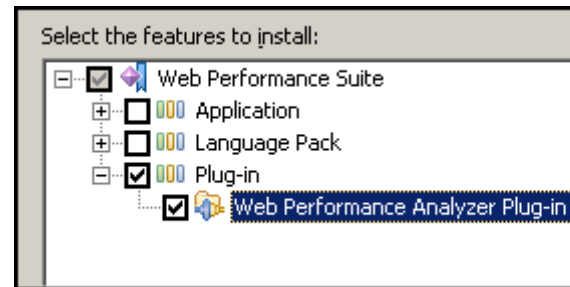 Select the features to install:
Web Performance Suite
Application
Language Pack
Plug-in
Web Performance Analyzer Plug-in